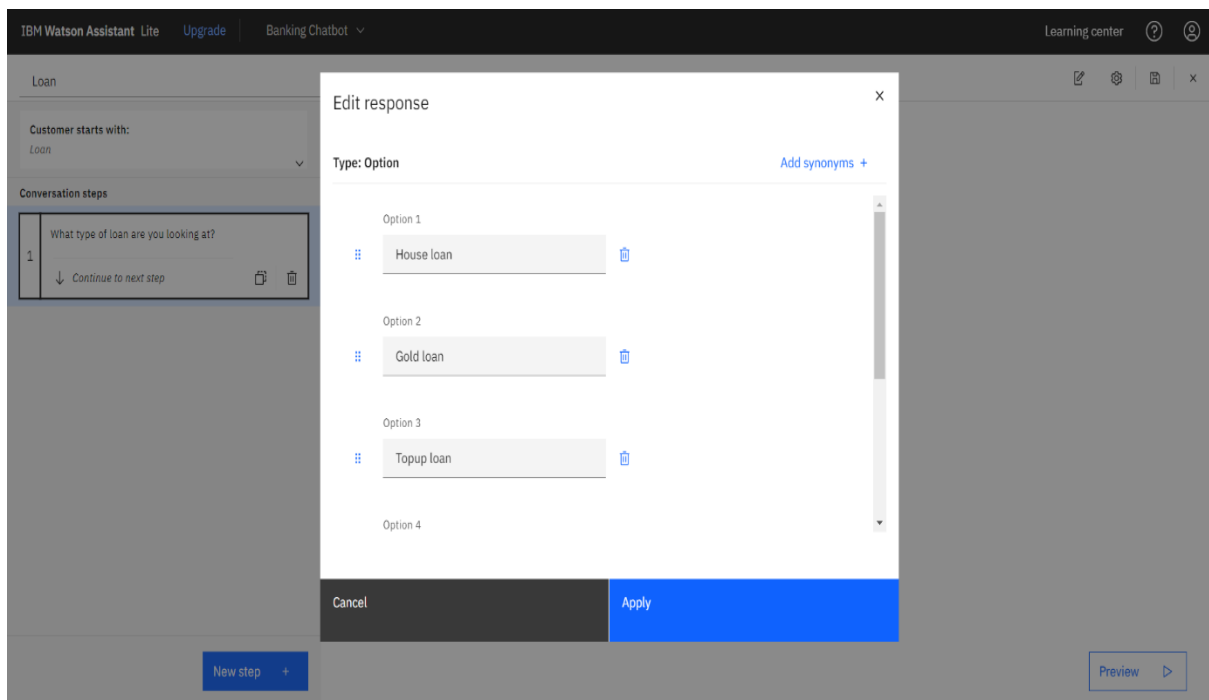 IBM Watson Assistant Lite Upgrade Banking Chatbot Learning center
Loan
Customer starts with:
Loan
Conversation steps
1
What type of loan are you looking at?
Continue to next step
New step +
Edit response
Type: Option Add synonyms +
Option 1
House loan
Option 2
Gold loan
Option 3
Topup loan
Option 4
Cancel Apply
Preview